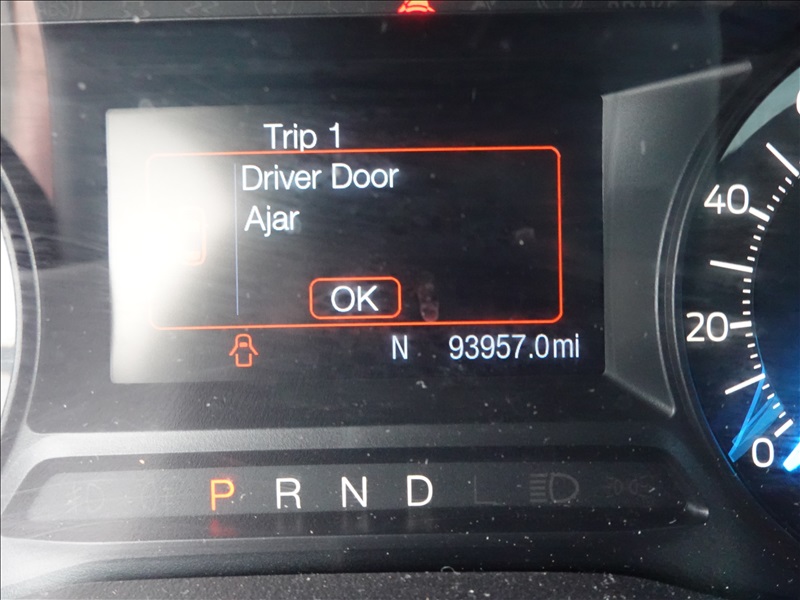 Trip 1
Driver Door
Ajar
OK
N 93957.0mi
P R N D L
40
20
0